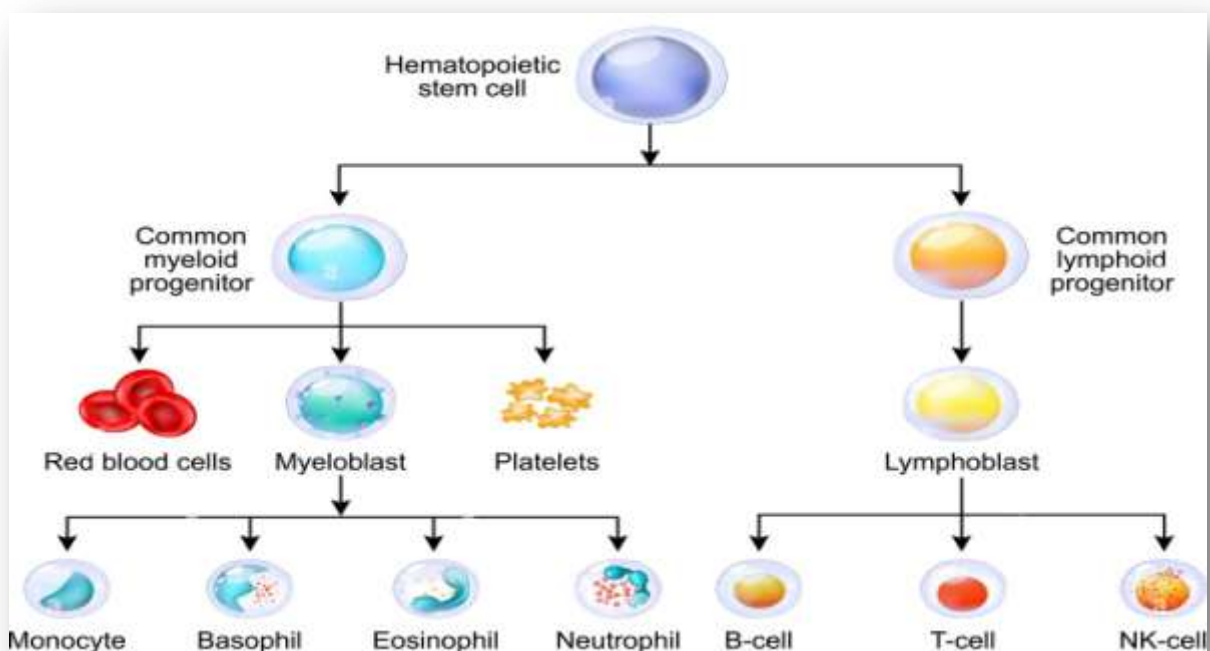 Hematopoietic
stem cell
Common
myeloid
progenitor
Common
lymphoid
progenitor
Red blood cells
Myeloblast
Platelets
Lymphoblast
Monocyte
Basophil
Eosinophil
Neutrophil
B-cell
T-cell
NK-cell